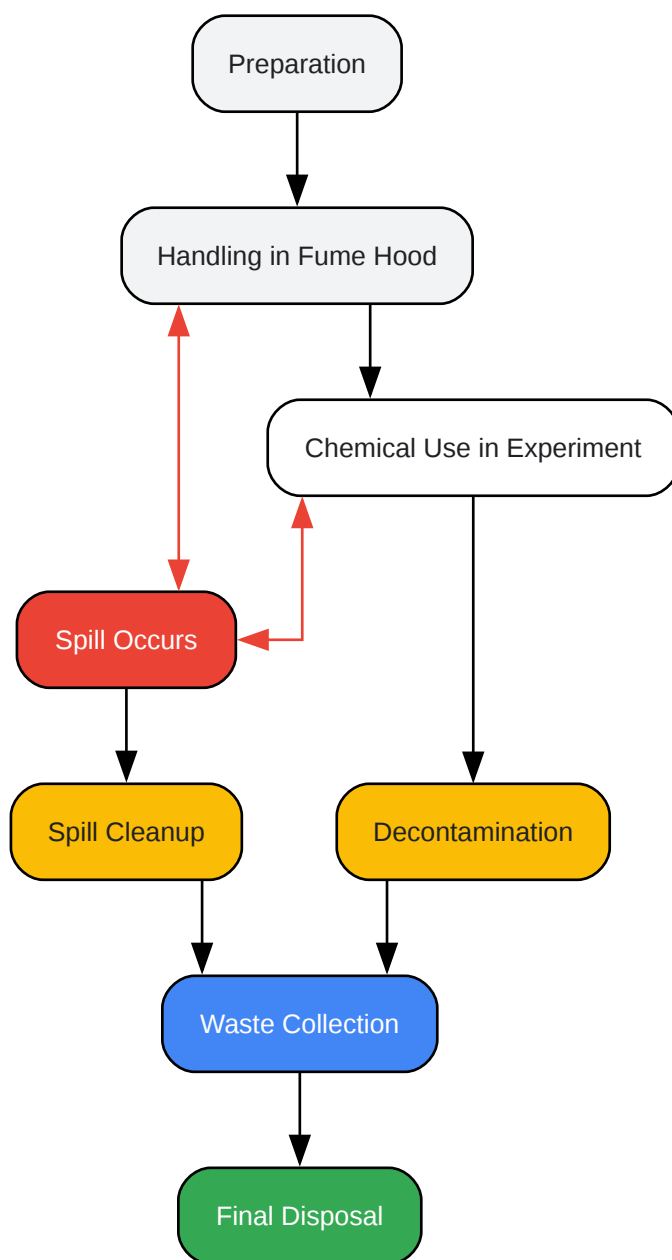 Preparation
Handling in Fume Hood
Chemical Use in Experiment
Spill Occurs
Spill Cleanup
Decontamination
Waste Collection
Final Disposal